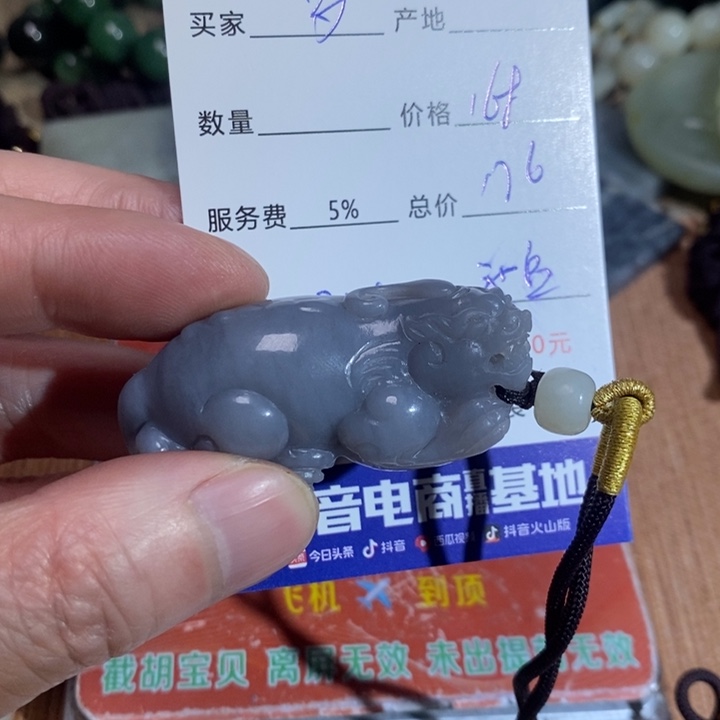 买家 产地
数量 价格 168
服务费 5% 总价 176
0元
音电商直播基地
今日头条 抖音 西瓜视频 抖音火山版
飞机 到顶
截胡宝贝 离屏无效 未出提前无效